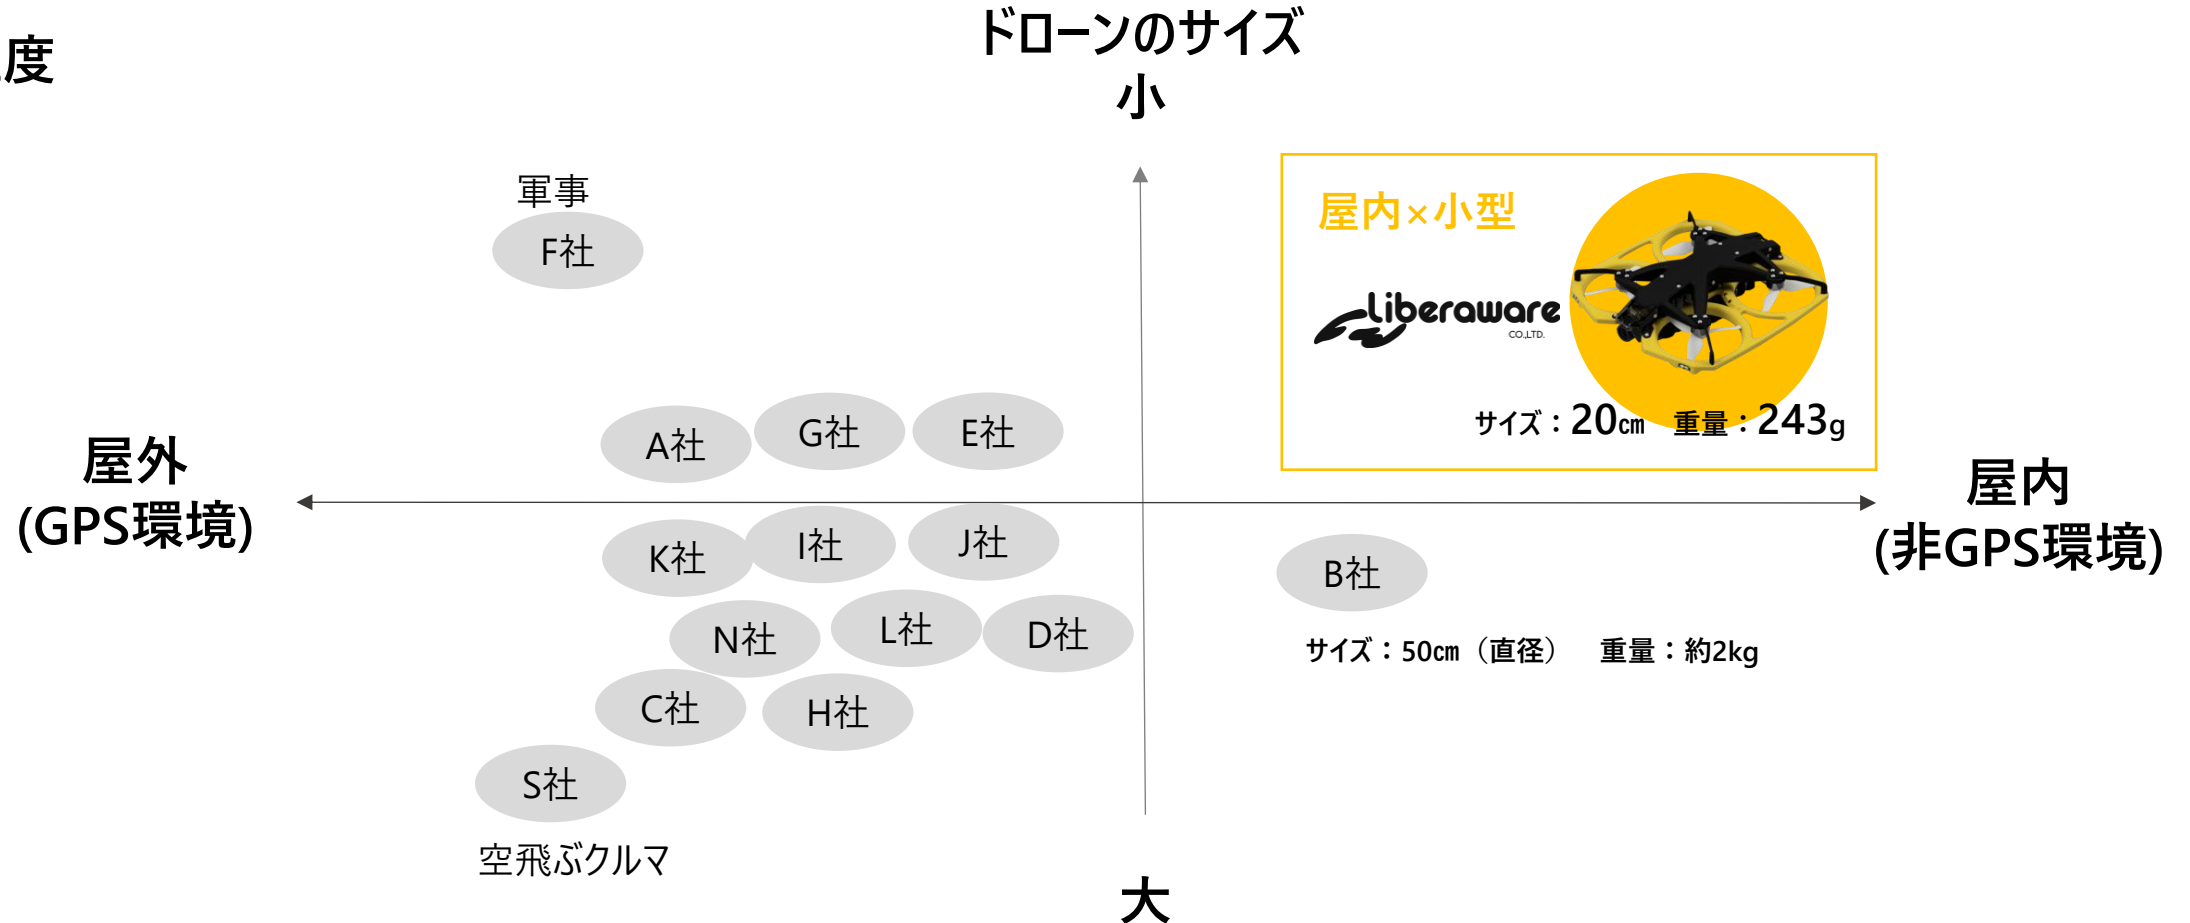 度
ドローンのサイズ
小
軍事
F社
屋内×小型
Liberaware
CO.,LTD.
サイズ：20㎝　重量：243g
A社
G社
E社
屋外
(GPS環境)
屋内
(非GPS環境)
K社
I社
J社
B社
サイズ：50㎝（直径）　重量：約2kg
N社
L社
D社
C社
H社
S社
空飛ぶクルマ
大